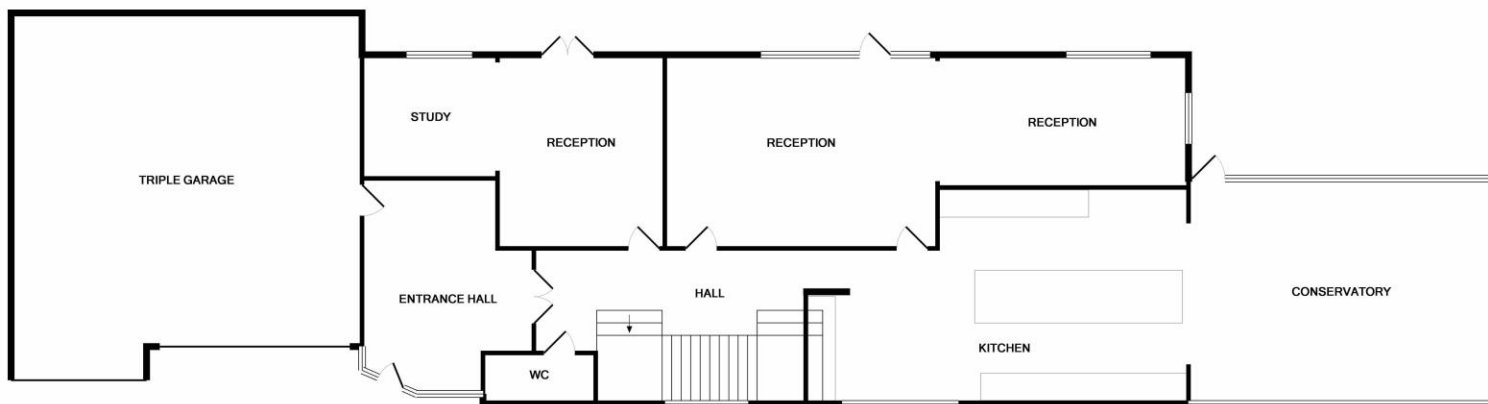 STUDY
RECEPTION
RECEPTION
RECEPTION
TRIPLE GARAGE
ENTRANCE HALL
HALL
CONSERVATORY
KITCHEN
WC